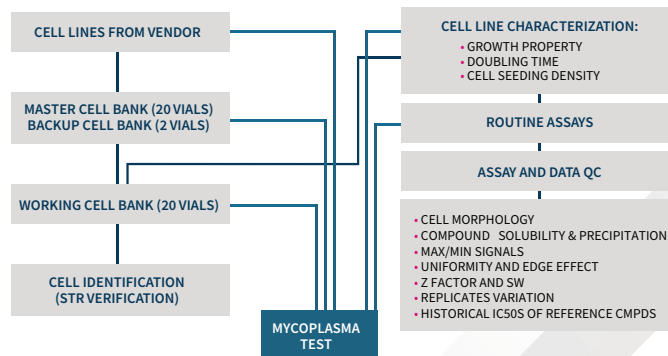 CELL LINES FROM VENDOR
MASTER CELL BANK (20 VIALS)
BACKUP CELL BANK (2 VIALS)
WORKING CELL BANK (20 VIALS)
CELL IDENTIFICATION
(STR VERIFICATION)
MYCOPLASMA
TEST
CELL LINE CHARACTERIZATION:
• GROWTH PROPERTY
• DOUBLING TIME
• CELL SEEDING DENSITY
ROUTINE ASSAYS
ASSAY AND DATA QC
• CELL MORPHOLOGY
• COMPOUND SOLUBILITY & PRECIPITATION
• MAX/MIN SIGNALS
• UNIFORMITY AND EDGE EFFECT
• Z FACTOR AND SW
• REPLICATES VARIATION
• HISTORICAL IC50S OF REFERENCE CMPDS